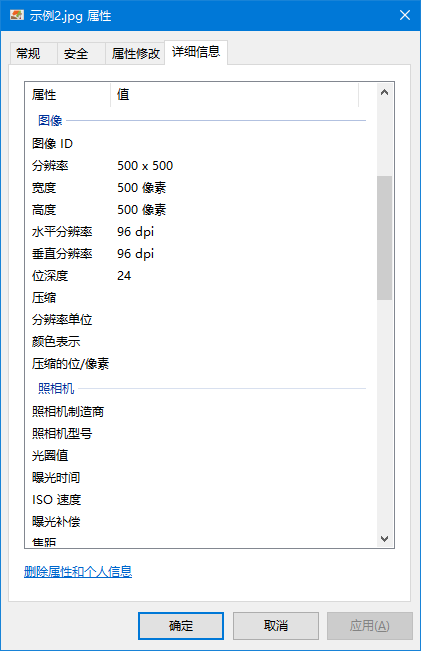 示例2.jpg 属性
常规 安全 属性修改 详细信息
属性 值
图像
图像 ID
分辨率 500 x 500
宽度 500 像素
高度 500 像素
水平分辨率 96 dpi
垂直分辨率 96 dpi
位深度 24
压缩
分辨率单位
颜色表示
压缩的位/像素
照相机
照相机制造商
照相机型号
光圈值
曝光时间
ISO 速度
曝光补偿
焦距
删除属性和个人信息
确定 取消 应用(A)